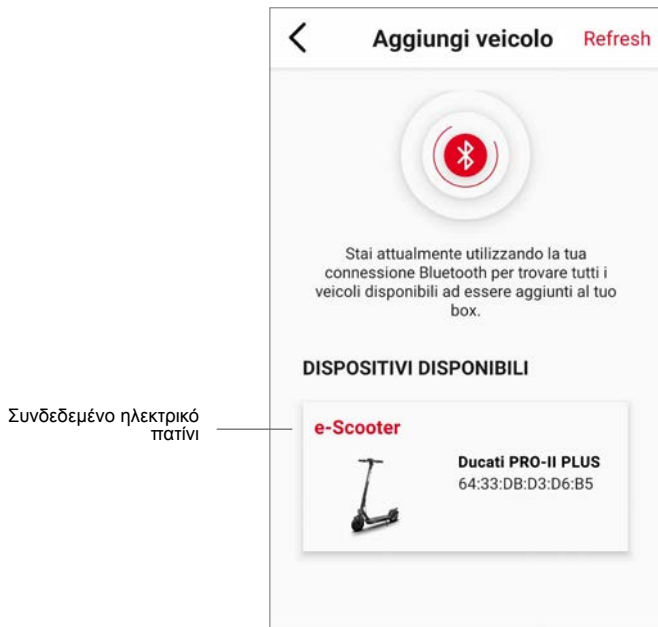 Aggiungi veicolo Refresh
Stai attualmente utilizzando la tua
connessione Bluetooth per trovare tutti i
veicoli disponibili ad essere aggiunti al tuo
box.
DISPOSITIVI DISPONIBILI
Συνδεδεμένο ηλεκτρικό
πατίνι
e-Scooter
Ducati PRO-II PLUS
64:33:DB:D3:D6:B5